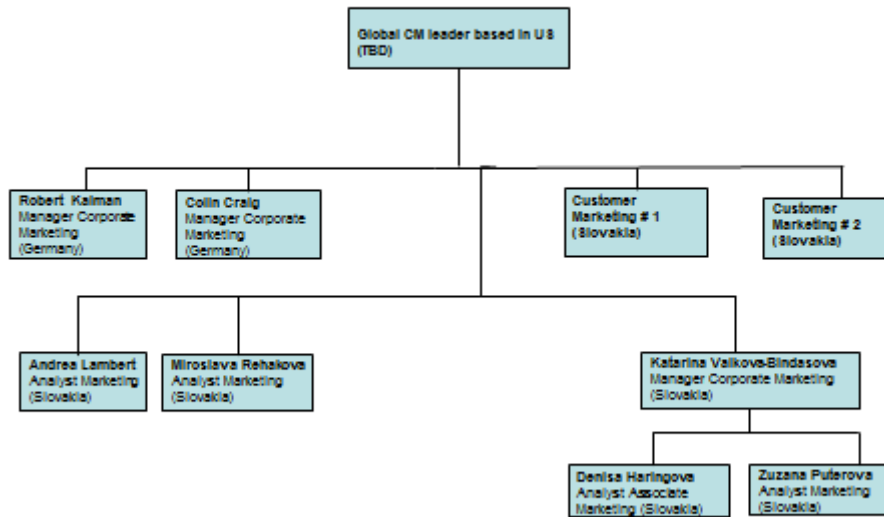 Global CM leader based in US
(TBD)
Robert Kalman
Manager Corporate
Marketing
(Germany)
Colin Craig
Manager Corporate
Marketing
(Germany)
Customer
Marketing # 1
(Slovakia)
Customer
Marketing # 2
(Slovakia)
Andrea Lambert
Analyst Marketing
(Slovakia)
Miroslava Rehakova
Analyst Marketing
(Slovakia)
Katarina Valkova-Bindasova
Manager Corporate Marketing
(Slovakia)
Denisa Haringova
Analyst Associate
Marketing (Slovakia)
Zuzana Puterova
Analyst Marketing
(Slovakia)